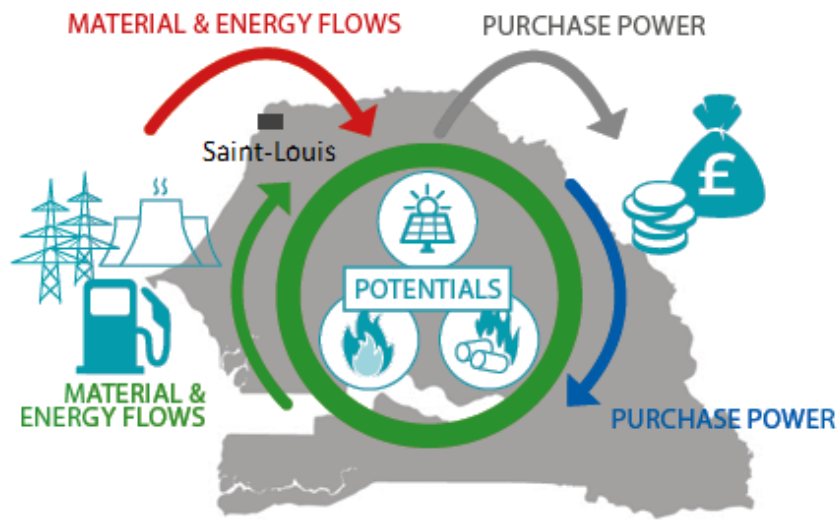 MATERIAL & ENERGY FLOWS
PURCHASE POWER
Saint-Louis
£
POTENTIALS
MATERIAL &
ENERGY FLOWS
PURCHASE POWER